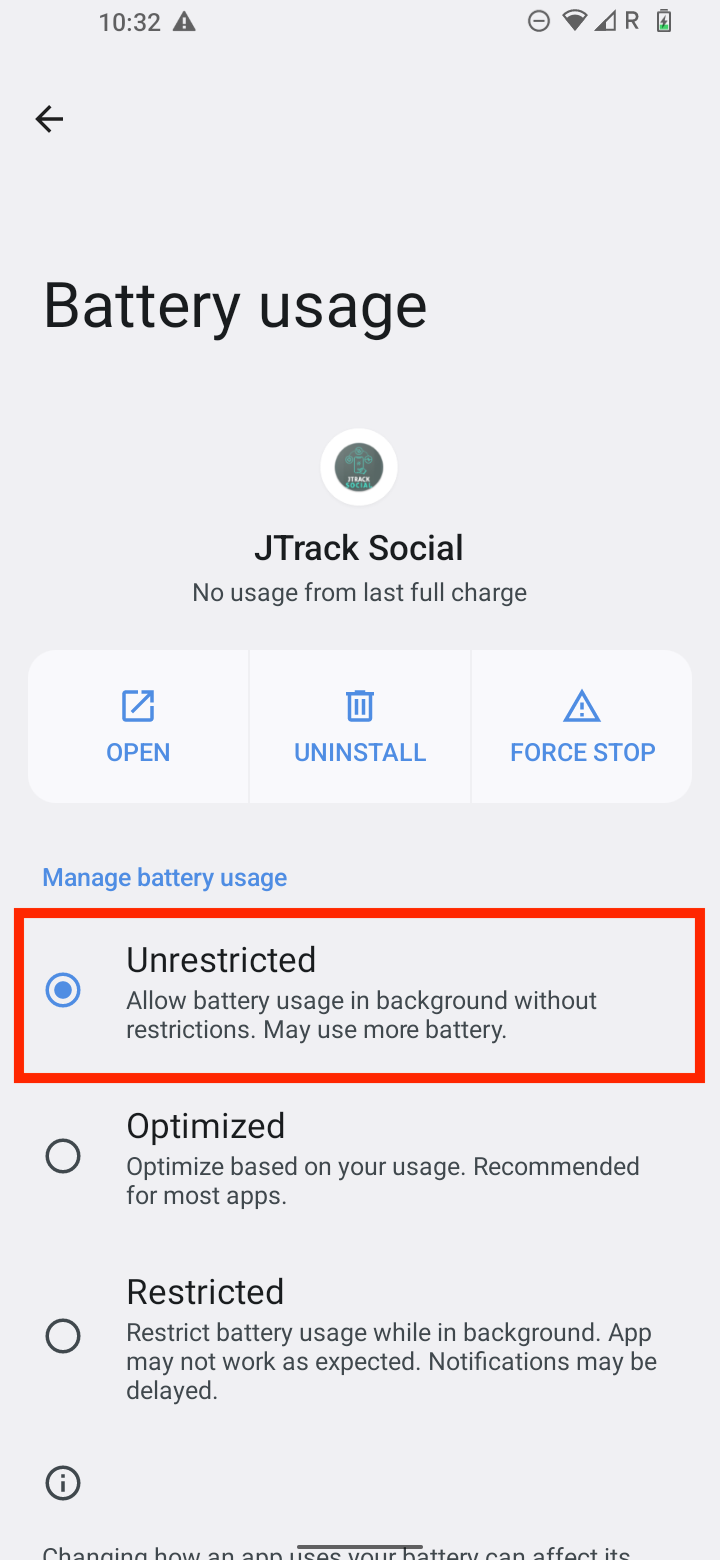 10:32
R
Battery usage
JTRACK
SOCIAL
JTrack Social
No usage from last full charge
OPEN
UNINSTALL
FORCE STOP
Manage battery usage
Unrestricted
Allow battery usage in background without
restrictions. May use more battery.
Optimized
Optimize based on your usage. Recommended
for most apps.
Restricted
Restrict battery usage while in background. App
may not work as expected. Notifications may be
delayed.
Changing how an app uses your battery can affect its